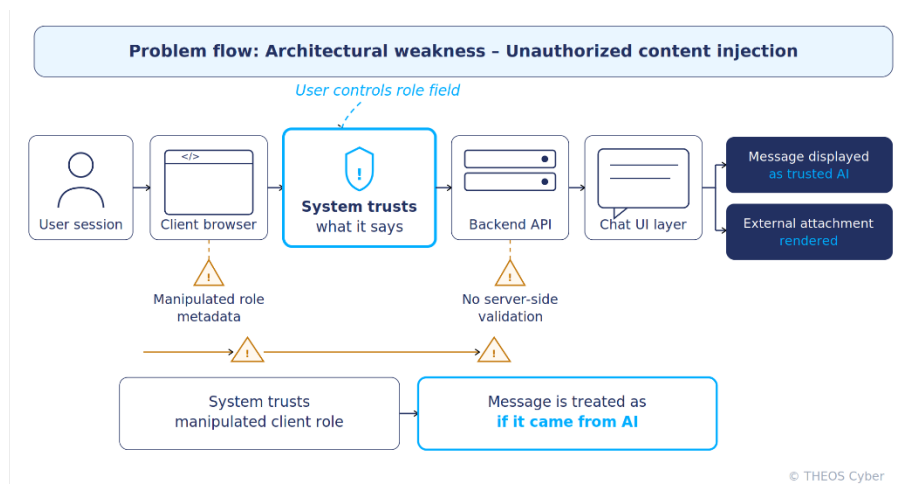 Problem flow: Architectural weakness – Unauthorized content injection
User controls role field
</>
User session
Client browser
!
System trusts
what it says
Backend API
Chat UI layer
Message displayed
as trusted AI
External attachment
rendered
!
Manipulated role
metadata
!
No server-side
validation
!
!
System trusts
manipulated client role
Message is treated as
if it came from AI
© THEOS Cyber